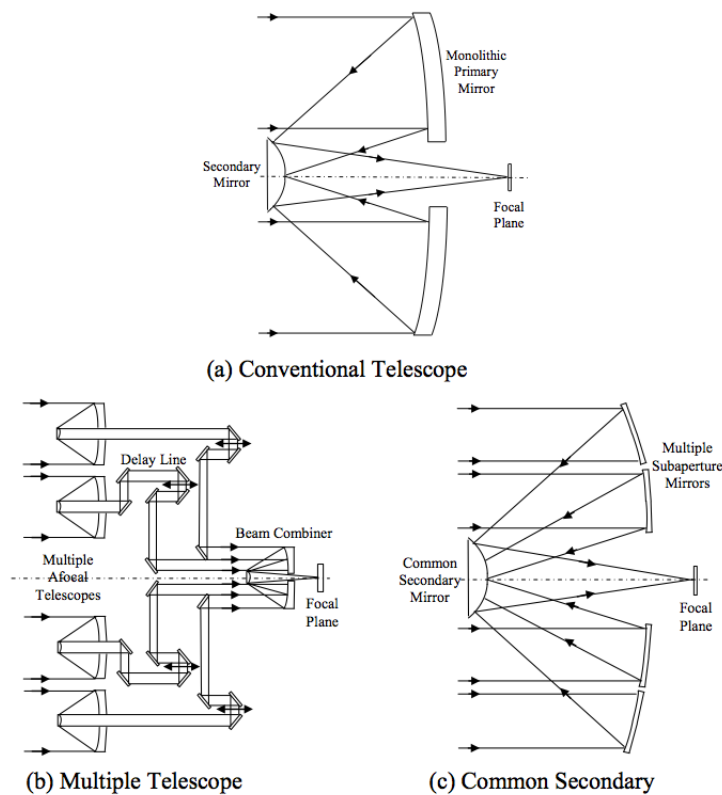 Monolithic
Primary
Mirror
Secondary
Mirror
Focal
Plane
(a) Conventional Telescope
Delay Line
Beam Combiner
Multiple
Afocal
Telescopes
Focal
Plane
(b) Multiple Telescope
Multiple
Subaperture
Mirrors
Common
Secondary
Mirror
Focal
Plane
(c) Common Secondary